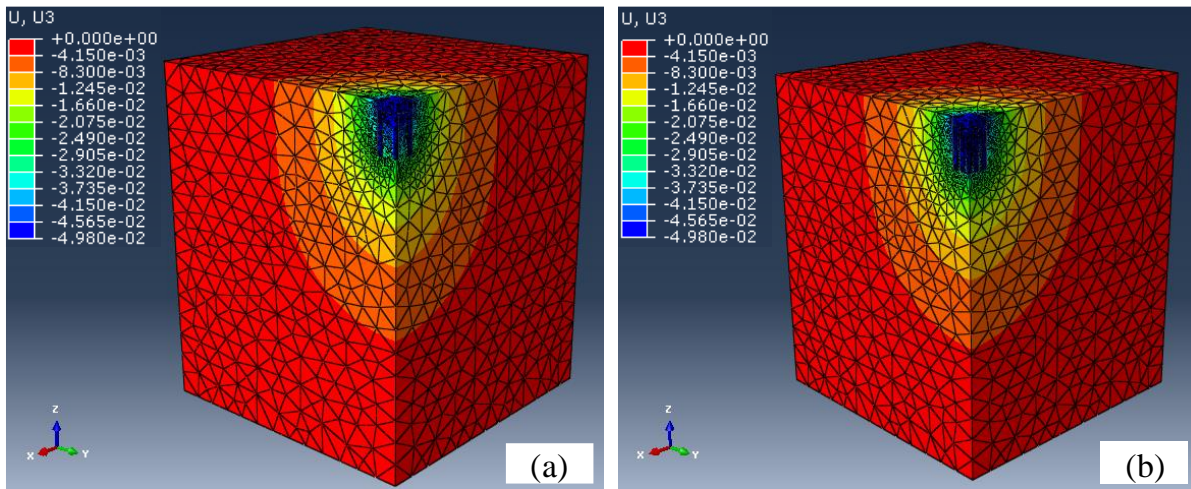 U, U3
+0.000e+00
-4.150e-03
-8.300e-03
-1.245e-02
-1.660e-02
-2.075e-02
-2.490e-02
-2.905e-02
-3.320e-02
-3.735e-02
-4.150e-02
-4.565e-02
-4.980e-02
Z
X
Y
(a)
U, U3
+0.000e+00
-4.150e-03
-8.300e-03
-1.245e-02
-1.660e-02
-2.075e-02
-2.490e-02
-2.905e-02
-3.320e-02
-3.735e-02
-4.150e-02
-4.565e-02
-4.980e-02
Z
X
Y
(b)